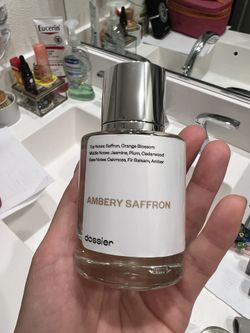 Eucerin
Top Notes: Saffron, Orange Blossom
Middle Notes: Jasmine, Plum, Cedarwood
Base Notes: Oakmoss, Fir Balsam, Amber
AMBERY SAFFRON
dossier